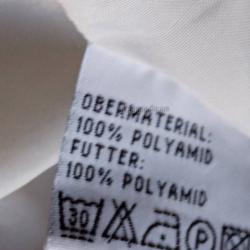 OBERMATERIAL:
100% POLYAMID
FUTTER:
100% POLYAMID
30 P